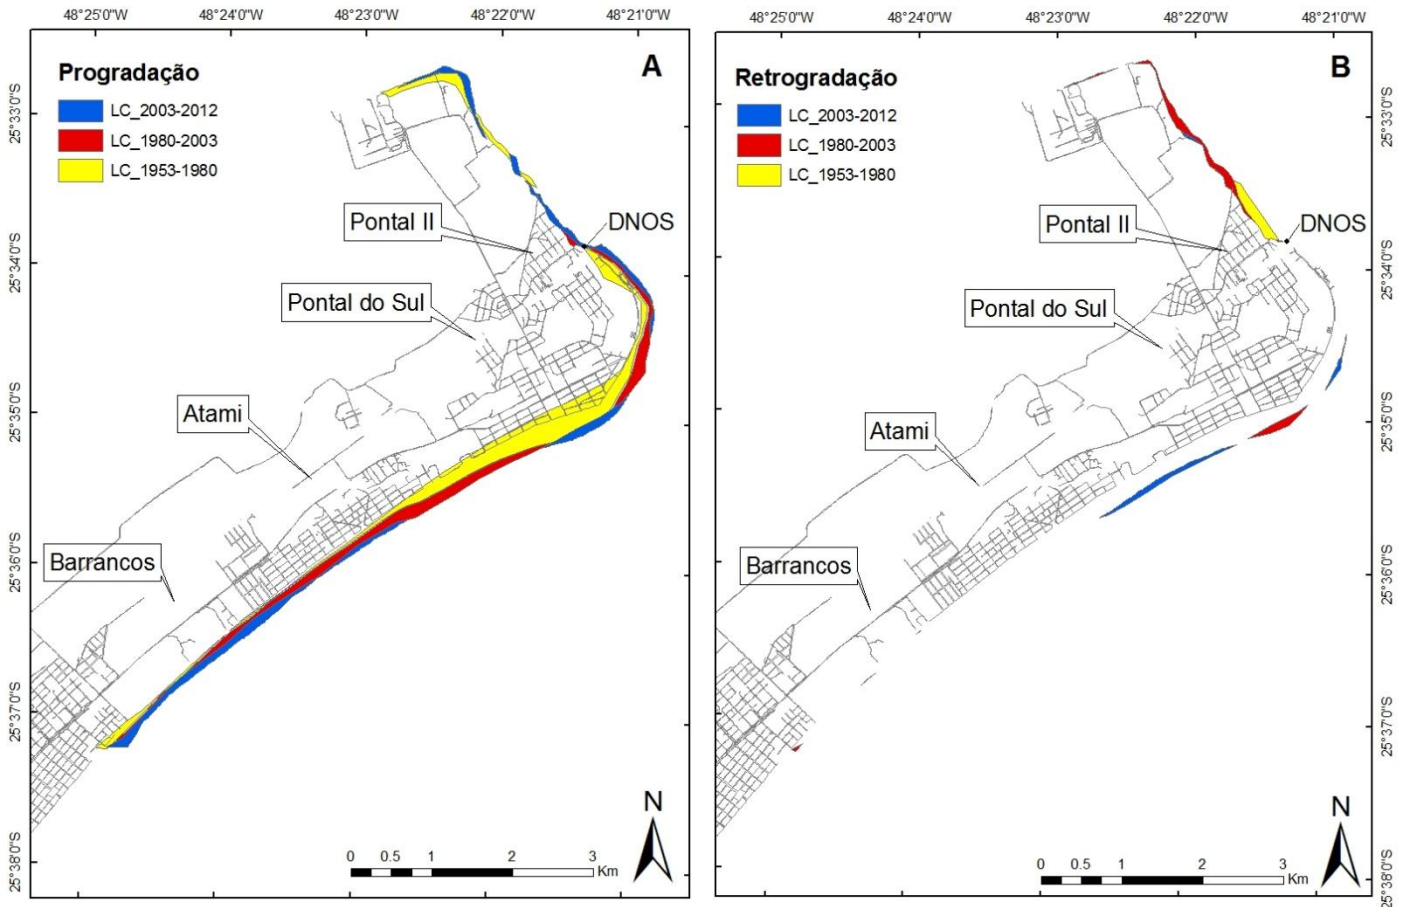 48°25'0"W 48°24'0"W 48°23'0"W 48°22'0"W 48°21'0"W
A
Progradação
LC_2003-2012
LC_1980-2003
LC_1953-1980
Pontal II
DNOS
Pontal do Sul
Atami
Barrancos
25°33'0"S
25°34'0"S
25°35'0"S
25°36'0"S
25°37'0"S
25°38'0"S
N
0 0.5 1 2 3
Km
48°25'0"W 48°24'0"W 48°23'0"W 48°22'0"W 48°21'0"W
B
Retrogradação
LC_2003-2012
LC_1980-2003
LC_1953-1980
Pontal II
DNOS
Pontal do Sul
Atami
Barrancos
25°33'0"S
25°34'0"S
25°35'0"S
25°36'0"S
25°37'0"S
25°38'0"S
N
0 0.5 1 2 3
Km